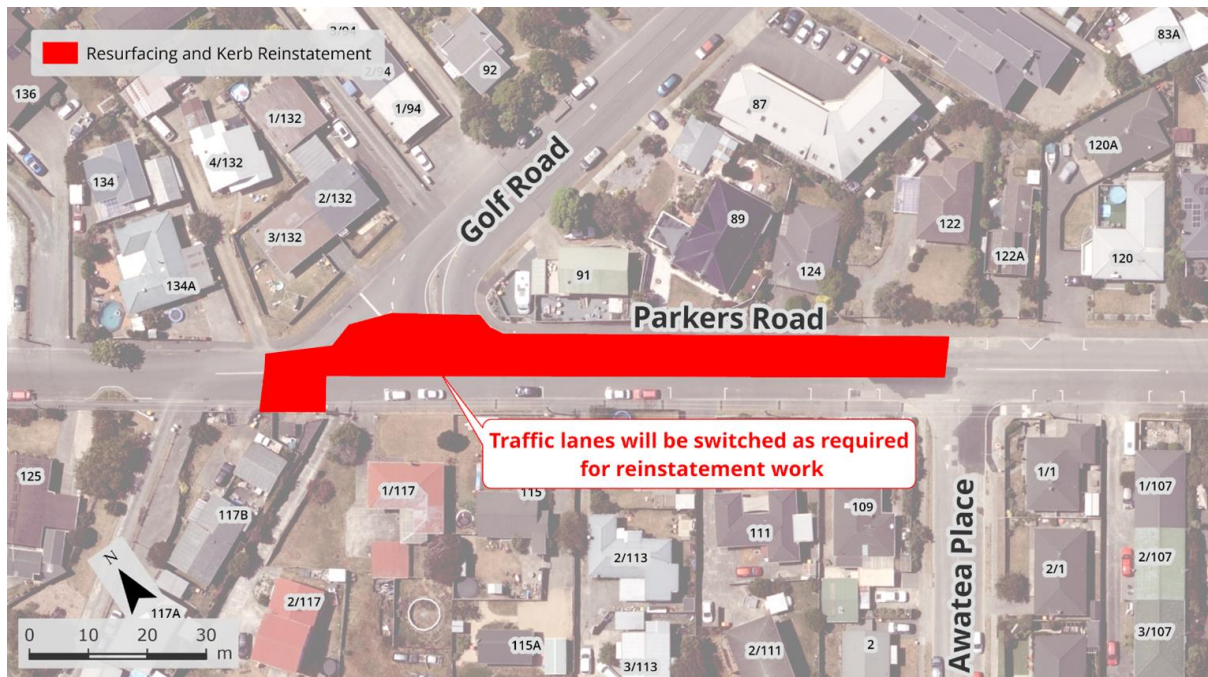 Resurfacing and Kerb Reinstatement
83A
136
92
2/94
1/94
87
1/132
4/132
120A
134
2/132
Golf Road
122
89
3/132
91
124
122A
120
134A
Parkers Road
Traffic lanes will be switched as required
for reinstatement work
125
1/117
115
1/1
1/107
117B
111
109
2/113
2/1
2/107
Awatea Place
N
117A
2/117
0 10 20 30
m
115A
3/113
2/111
2
3/107